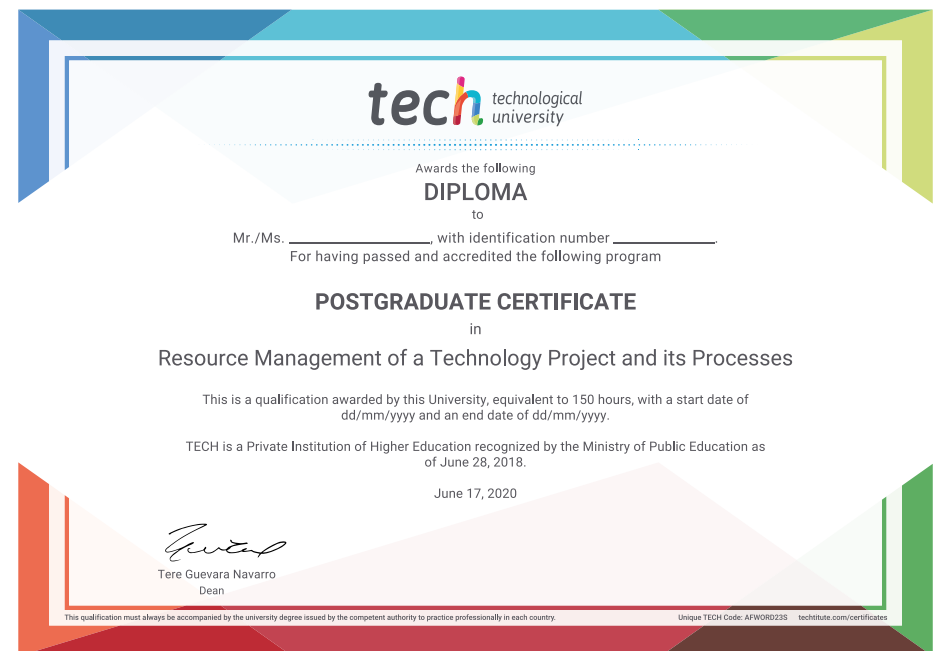 tech technological
university
Awards the following
DIPLOMA
to
Mr./Ms. ________________, with identification number ____________.
For having passed and accredited the following program
POSTGRADUATE CERTIFICATE
in
Resource Management of a Technology Project and its Processes
This is a qualification awarded by this University, equivalent to 150 hours, with a start date of
dd/mm/yyyy and an end date of dd/mm/yyyy.
TECH is a Private Institution of Higher Education recognized by the Ministry of Public Education as
of June 28, 2018.
June 17, 2020
Tere Guevara Navarro
Dean
This qualification must always be accompanied by the university degree issued by the competent authority to practice professionally in each country. Unique TECH Code: AFWORD23S techtitute.com/certificates